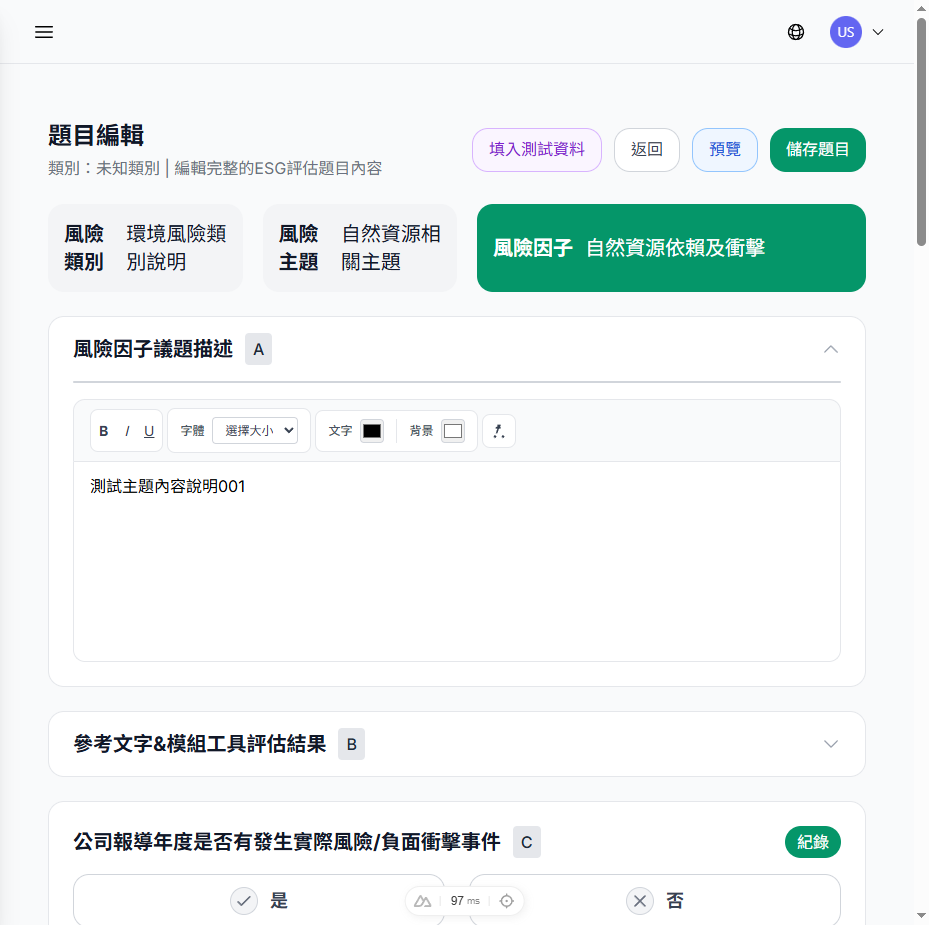 US
題目編輯
類別：未知類別 | 編輯完整的ESG評估題目內容
填入測試資料
返回
預覽
儲存題目
風險
類別
環境風險類
別說明
風險
主題
自然資源相
關主題
風險因子 自然資源依賴及衝擊
風險因子議題描述 A
B I U 字體 選擇大小 文字 背景
測試主題內容說明001
參考文字&模組工具評估結果 B
公司報導年度是否有發生實際風險/負面衝擊事件 C
紀錄
是
97 ms
否